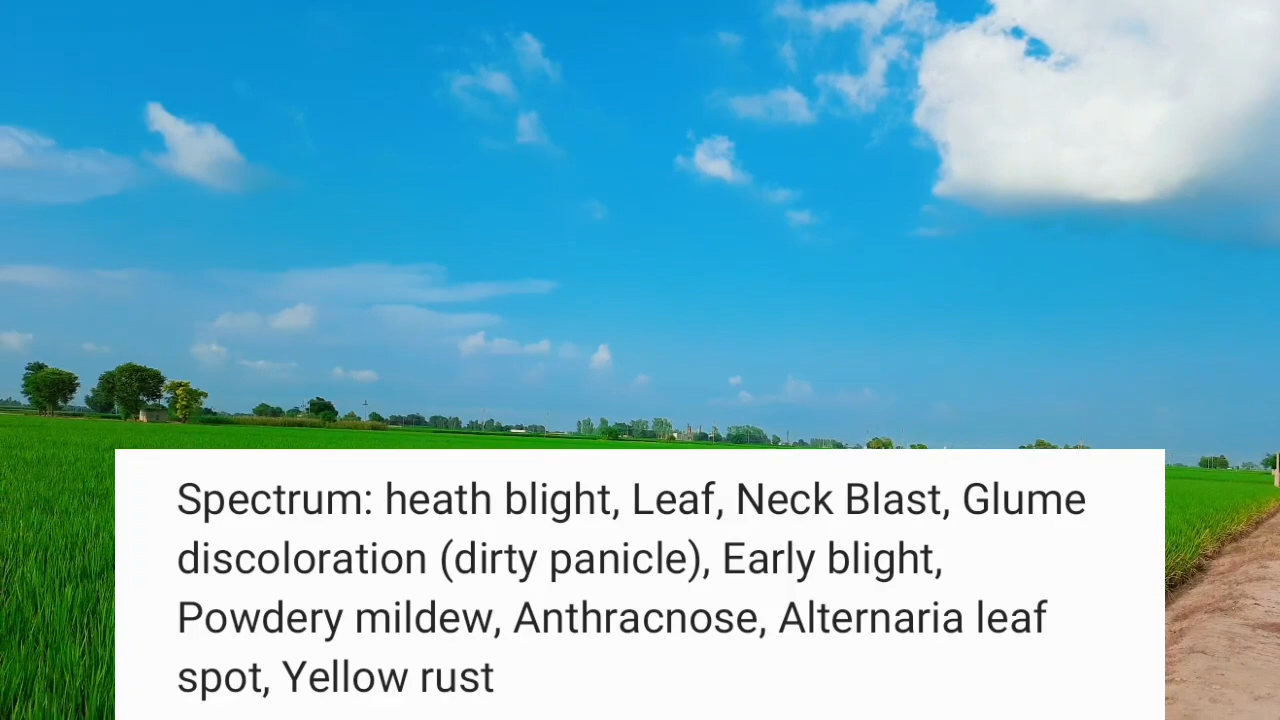 Spectrum: heath blight, Leaf, Neck Blast, Glume
discoloration (dirty panicle), Early blight,
Powdery mildew, Anthracnose, Alternaria leaf
spot, Yellow rust